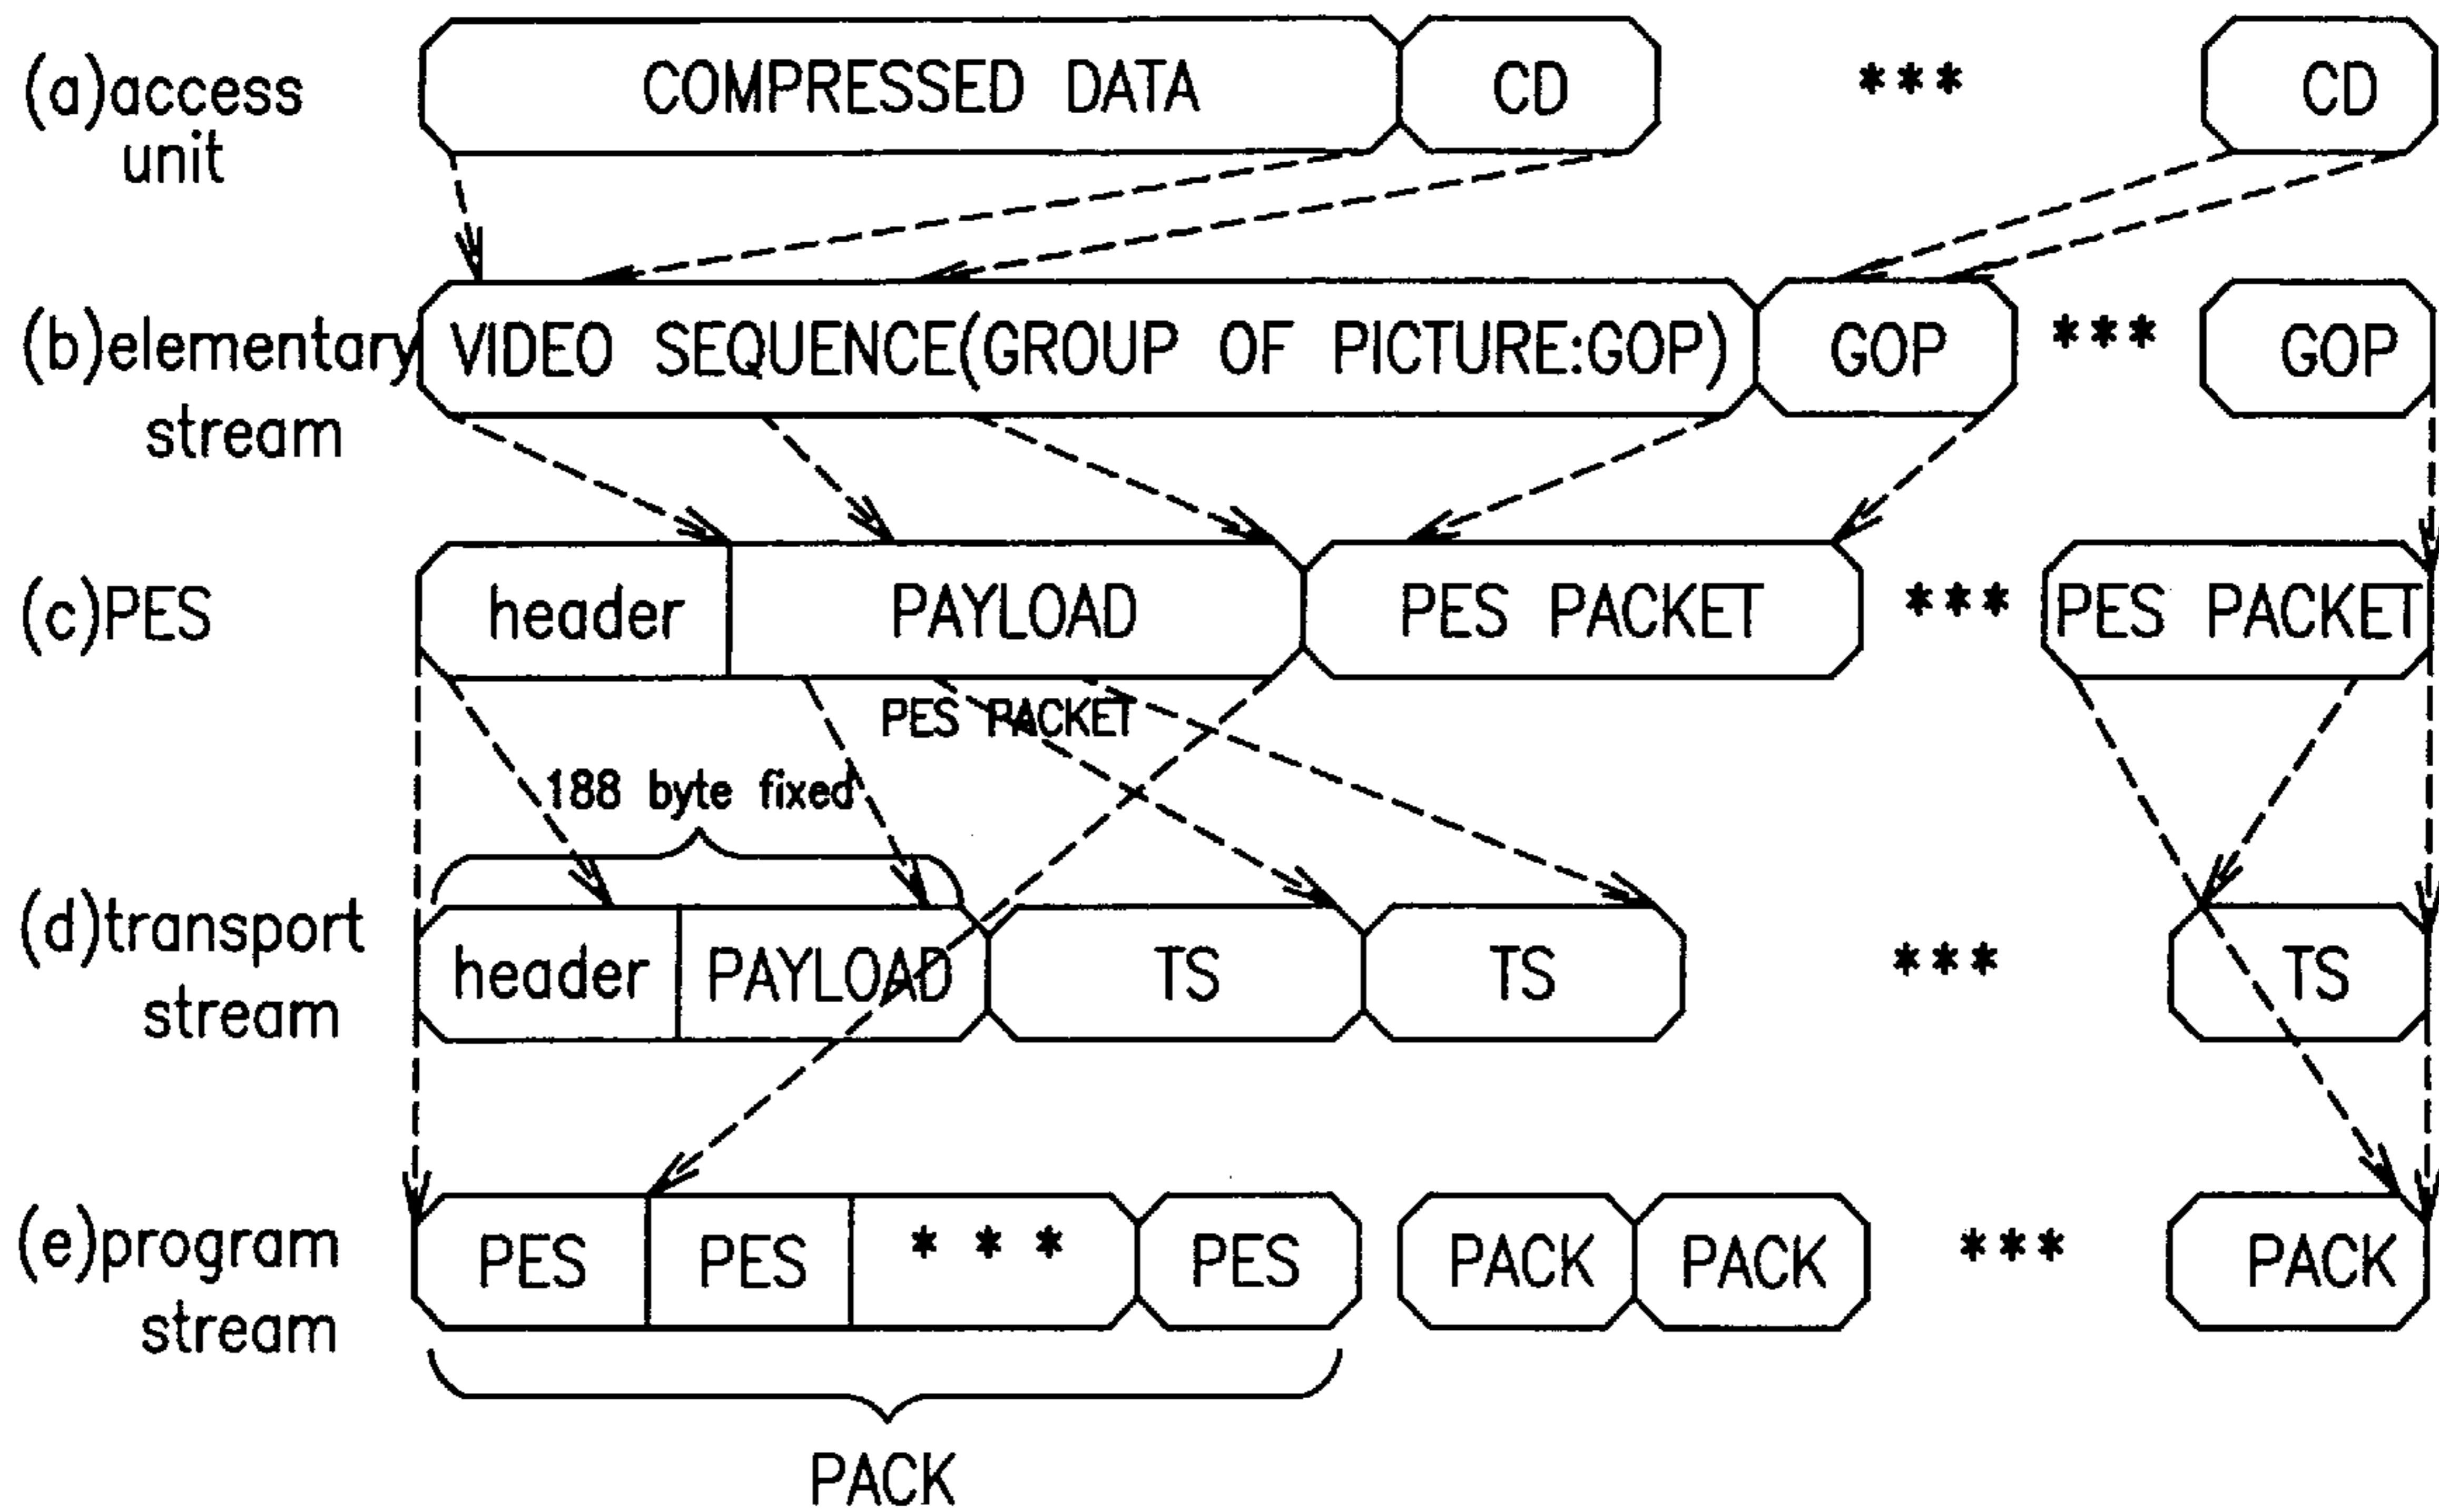 (a)access
unit
COMPRESSED DATA
CD
***
CD
(b)elementary
stream
VIDEO SEQUENCE(GROUP OF PICTURE:GOP)
GOP
***
GOP
(c)PES
header
PAYLOAD
PES PACKET
***
PES PACKET
PES PACKET
188 byte fixed
(d)transport
stream
header
PAYLOAD
TS
TS
***
TS
(e)program
stream
PES
PES
* * *
PES
PACK
PACK
***
PACK
PACK